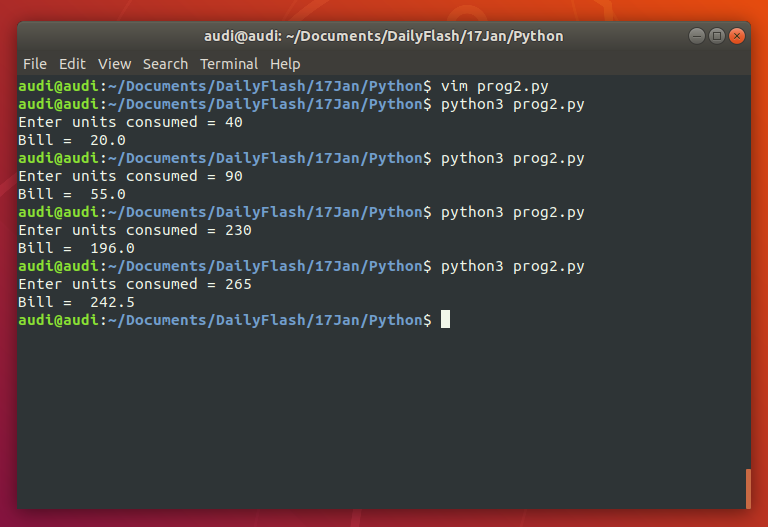 audi@audi: ~/Documents/DailyFlash/17Jan/Python
File Edit View Search Terminal Help
audi@audi:~/Documents/DailyFlash/17Jan/Python$ vim prog2.py
audi@audi:~/Documents/DailyFlash/17Jan/Python$ python3 prog2.py
Enter units consumed = 40
Bill =  20.0
audi@audi:~/Documents/DailyFlash/17Jan/Python$ python3 prog2.py
Enter units consumed = 90
Bill =  55.0
audi@audi:~/Documents/DailyFlash/17Jan/Python$ python3 prog2.py
Enter units consumed = 230
Bill =  196.0
audi@audi:~/Documents/DailyFlash/17Jan/Python$ python3 prog2.py
Enter units consumed = 265
Bill =  242.5
audi@audi:~/Documents/DailyFlash/17Jan/Python$